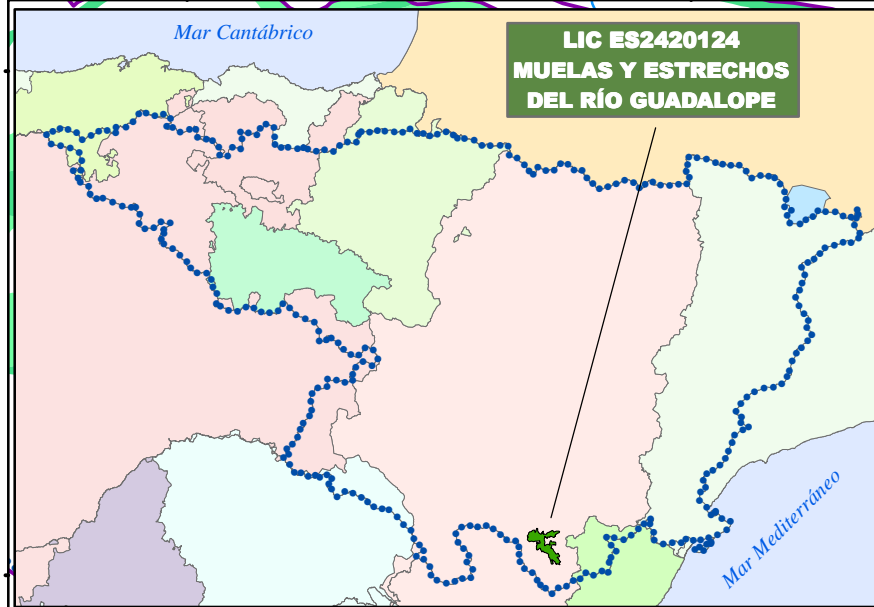 Mar Cantábrico
LIC ES2420124
MUELAS Y ESTRECHOS
DEL RÍO GUADALOPE
Mar Mediterráneo